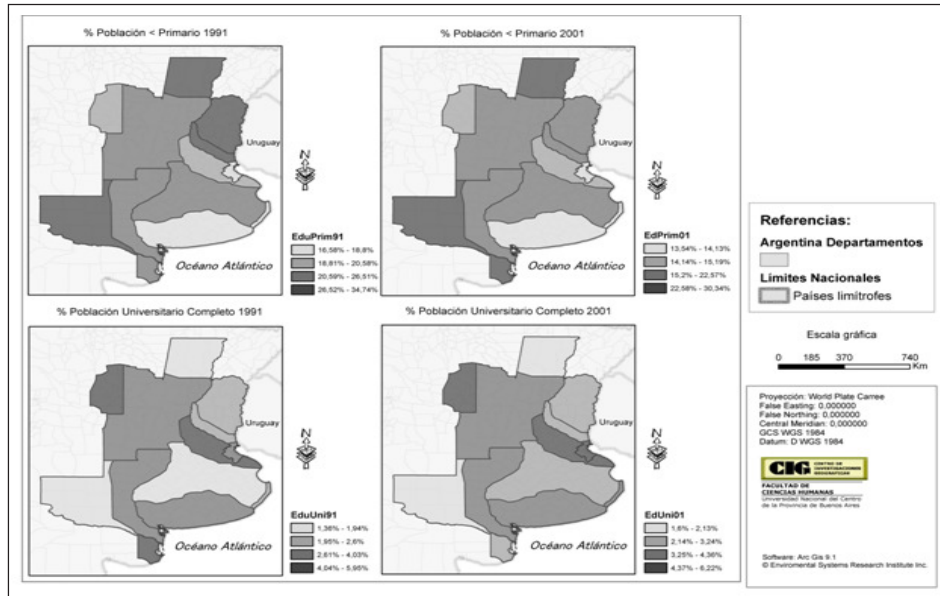 % Población < Primario 1991
Uruguay
N
EduPrim91
16,58% - 18,8%
18,81% - 20,58%
20,59% - 26,51%
26,52% - 34,74%
Océano Atlántico
% Población < Primario 2001
Uruguay
N
EdPrim01
13,54% - 14,13%
14,14% - 15,19%
15,2% - 22,57%
22,58% - 30,34%
Océano Atlántico
% Población Universitario Completo 1991
Uruguay
N
EduUni91
1,36% - 1,94%
1,95% - 2,6%
2,61% - 4,03%
4,04% - 5,95%
Océano Atlántico
% Población Universitario Completo 2001
Uruguay
N
EdUni01
1,6% - 2,13%
2,14% - 3,24%
3,25% - 4,36%
4,37% - 6,22%
Océano Atlántico
Referencias:
Argentina Departamentos
Limites Nacionales
Países limítrofes
Escala gráfica
0 185 370 740
Km
Proyección: World Plate Carree
False Easting: 0,000000
False Northing: 0,000000
Central Meridian: 0,000000
GCS WGS 1984
Datum: D WGS 1984
CIG
CENTRO DE
INVESTIGACIONES
GEOGRAFICAS
FACULTAD DE
CIENCIAS HUMANAS
Universidad Nacional del Centro
de la Provincia de Buenos Aires
Software: Arc Gis 9.1
© Enviromental Systems Research Institute Inc.